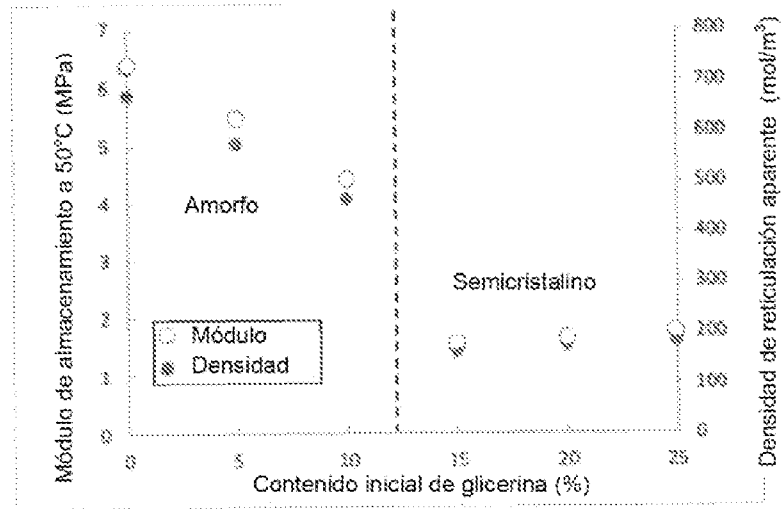 Módulo de almacenamiento a 50°C (MPa)
7
6
5
4
3
2
1
0
Amorfo
Semicristalino
Módulo
Densidad
800
700
600
500
400
300
200
100
0
Densidad de reticulación aparente (mol/m³)
0 5 10 15 20 25
Contenido inicial de glicerina (%)